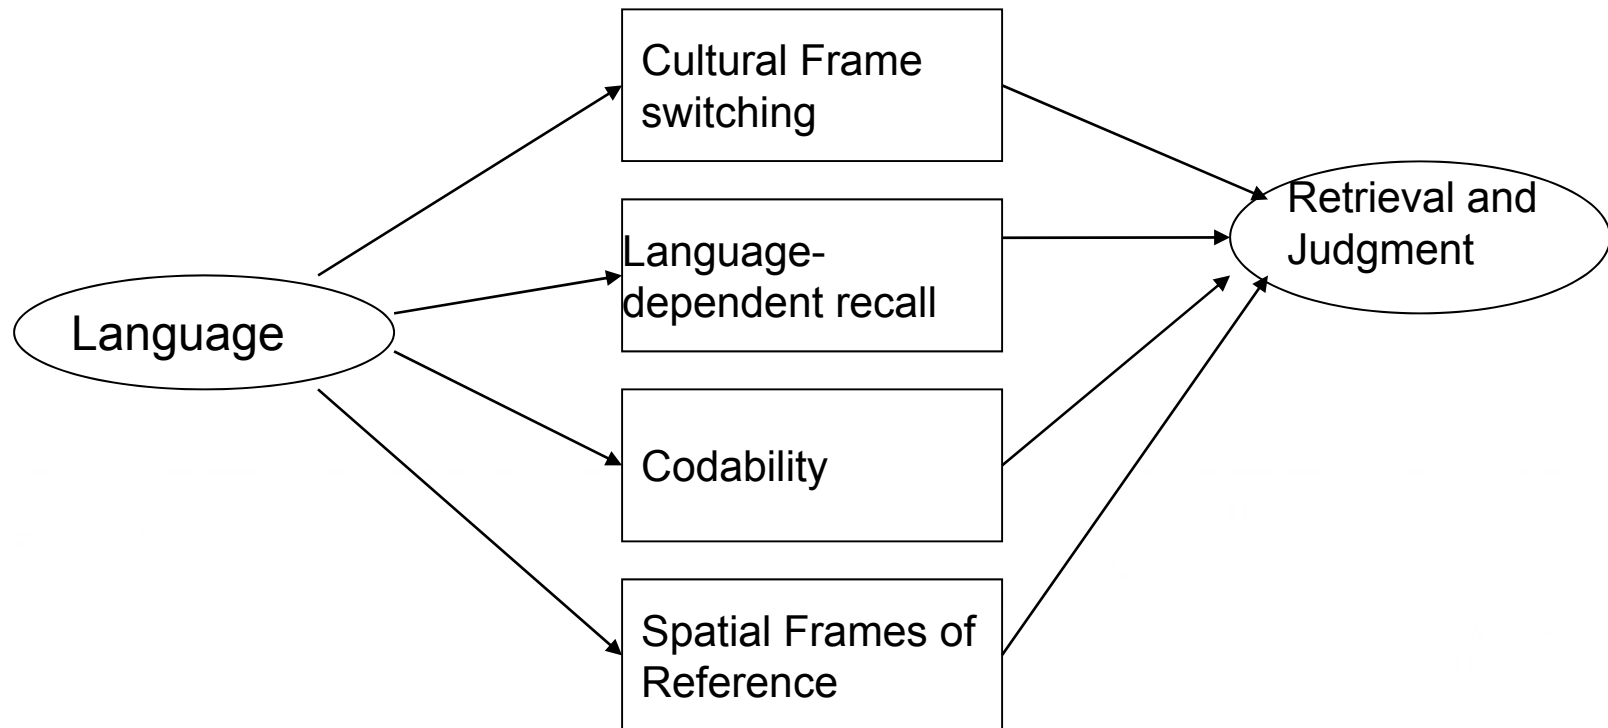 Cultural Frame
switching
Language-
dependent recall
Language
Codability
Spatial Frames of
Reference
Retrieval and
Judgment